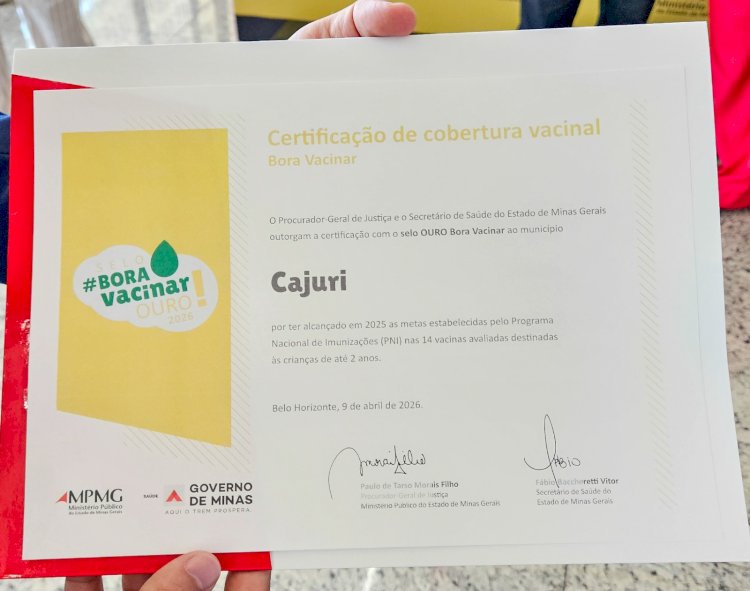 Ministério
Certificação de cobertura vacinal
Bora Vacinar
O Procurador-Geral de Justiça e o Secretário de Saúde do Estado de Minas Gerais
outorgam a certificação com o selo OURO Bora Vacinar ao município
Cajuri
por ter alcançado em 2025 as metas estabelecidas pelo Programa
Nacional de Imunizações (PNI) nas 14 vacinas avaliadas destinadas
às crianças de até 2 anos.
Belo Horizonte, 9 de abril de 2026.
SELO
#BORA
vacinar!
OURO
2026
Paulo de Tarso Morais Filho
Procurador-Geral de Justiça
Ministério Público do Estado de Minas Gerais
FÁBIO
Fábio Baccheretti Vitor
Secretário de Saúde do
Estado de Minas Gerais
MPMG
Ministério Público
do Estado de Minas Gerais
SAÚDE
GOVERNO
DE MINAS
AQUI O TREM PROSPERA.